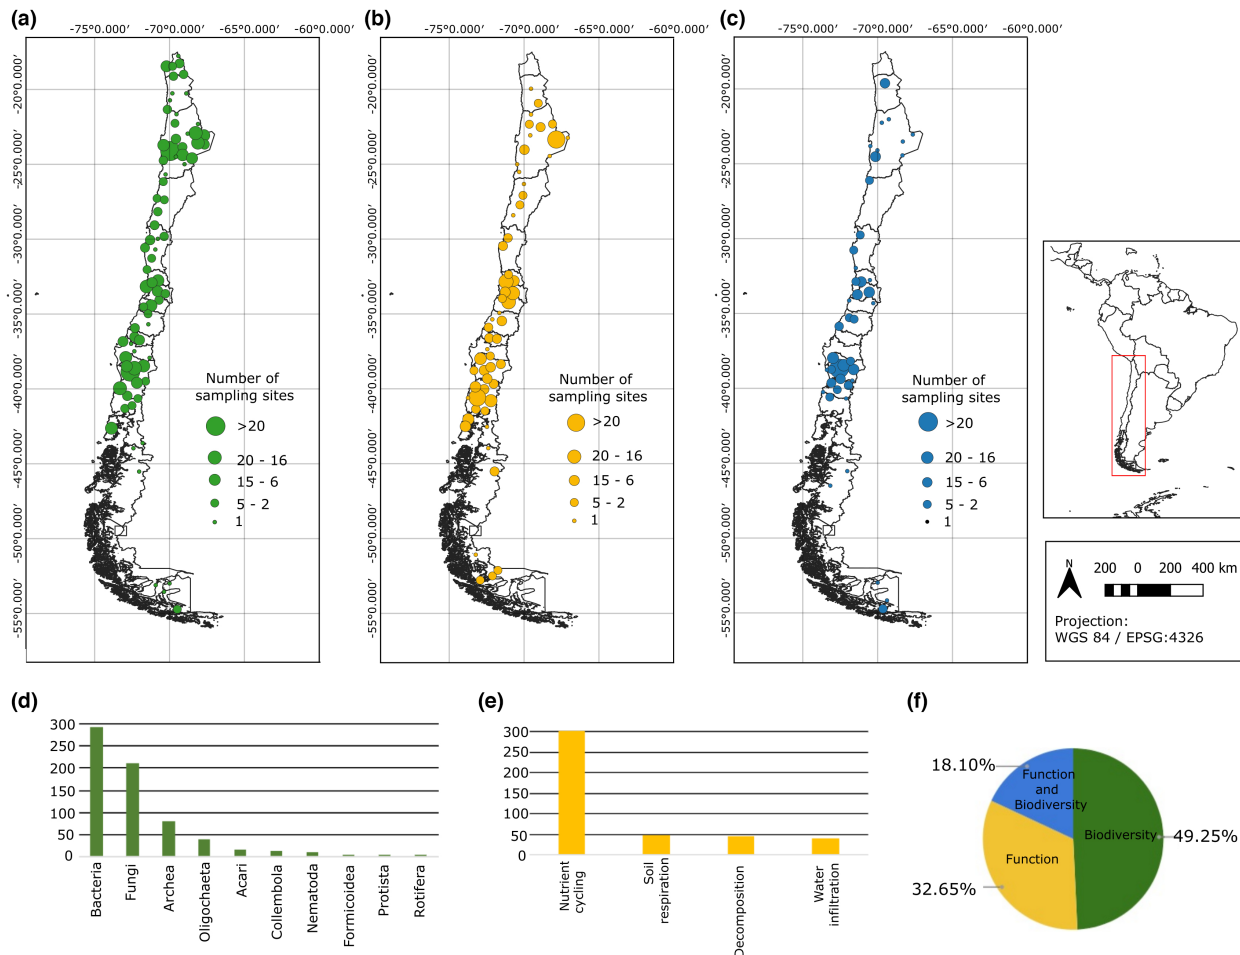 (a)
-75°0.000′ -70°0.000′ -65°0.000′ -60°0.000′
-20°0.000′
-25°0.000′
-30°0.000′
-35°0.000′
-40°0.000′
-45°0.000′
-50°0.000′
-55°0.000′
Number of
sampling sites
>20
20 - 16
15 - 6
5 - 2
1
(b)
-75°0.000′ -70°0.000′ -65°0.000′ -60°0.000′
-20°0.000′
-25°0.000′
-30°0.000′
-35°0.000′
-40°0.000′
-45°0.000′
-50°0.000′
-55°0.000′
Number of
sampling sites
>20
20 - 16
15 - 6
5 - 2
1
(c)
-75°0.000′ -70°0.000′ -65°0.000′ -60°0.000′
-20°0.000′
-25°0.000′
-30°0.000′
-35°0.000′
-40°0.000′
-45°0.000′
-50°0.000′
-55°0.000′
Number of
sampling sites
>20
20 - 16
15 - 6
5 - 2
1
N
200 0 200 400 km
Projection:
WGS 84 / EPSG:4326
(d)
300
250
200
150
100
50
0
Bacteria
Fungi
Archea
Oligochaeta
Acari
Collembola
Nematoda
Formicoidea
Protista
Rotifera
(e)
300
250
200
150
100
50
0
Nutrient
cycling
Soil
respiration
Decomposition
Water
infiltration
(f)
18.10%
Function
and
Biodiversity
Biodiversity
49.25%
Function
32.65%